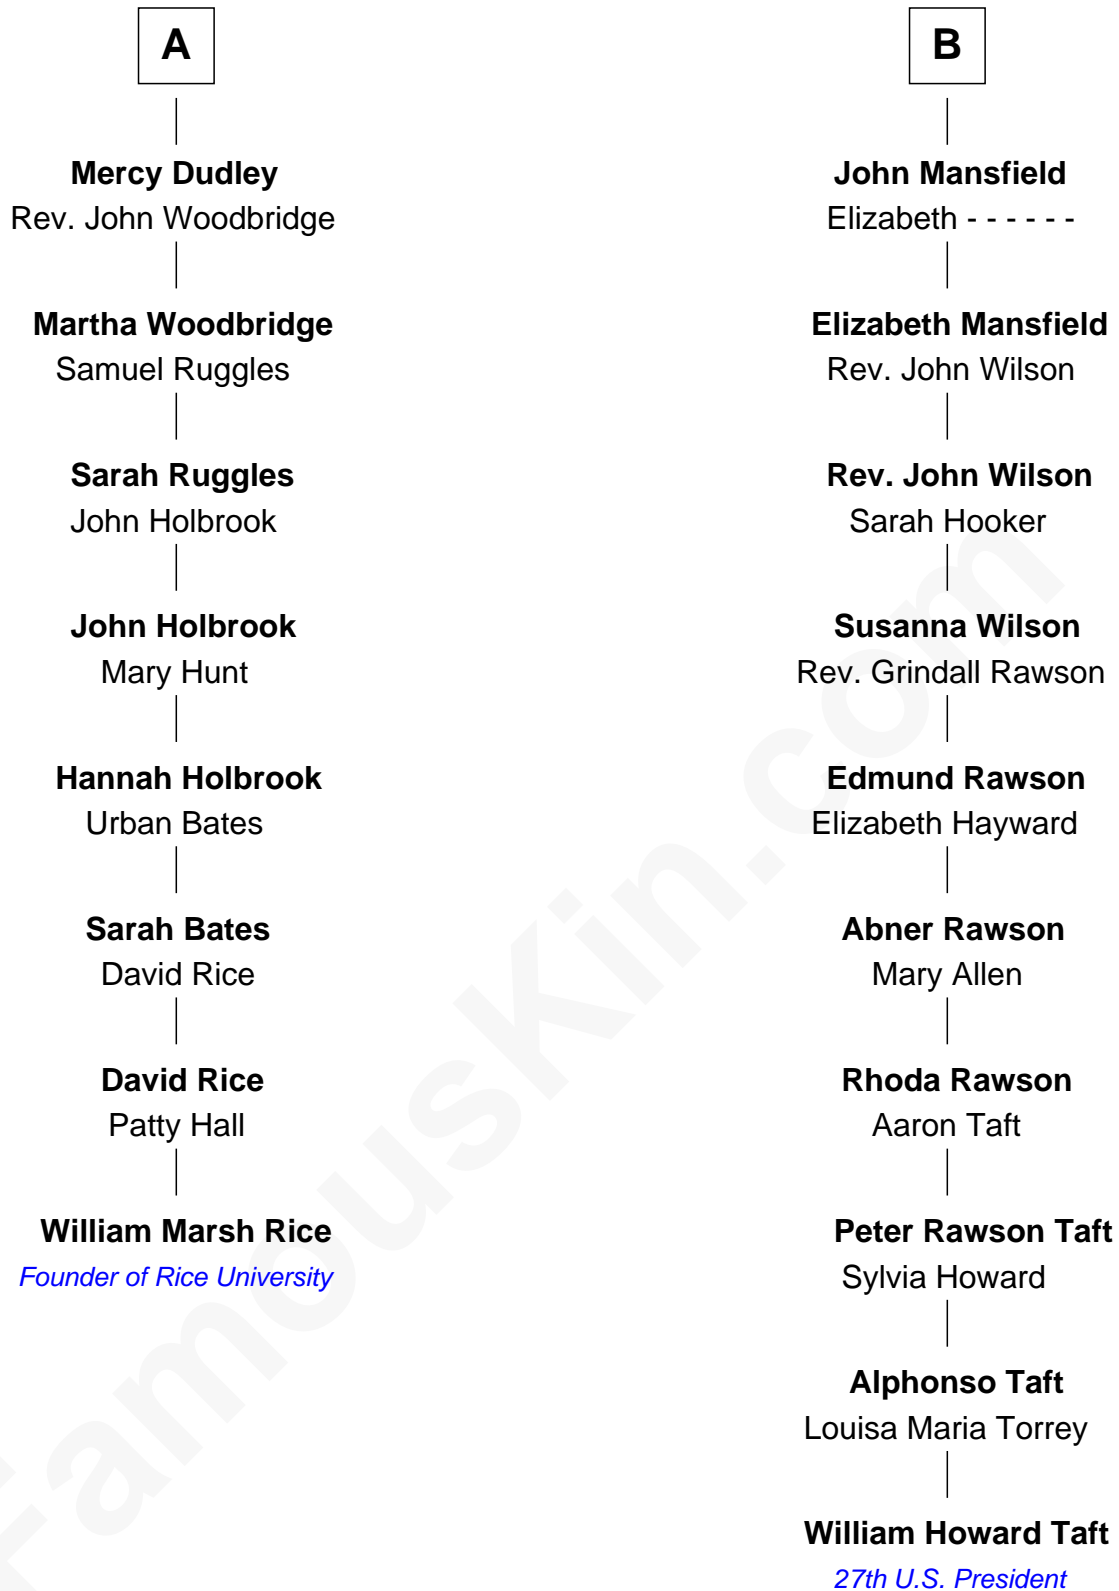 A
Mercy Dudley
Rev. John Woodbridge
Martha Woodbridge
Samuel Ruggles
Sarah Ruggles
John Holbrook
John Holbrook
Mary Hunt
Hannah Holbrook
Urban Bates
Sarah Bates
David Rice
David Rice
Patty Hall
William Marsh Rice
Founder of Rice University
B
John Mansfield
Elizabeth - - - - - -
Elizabeth Mansfield
Rev. John Wilson
Rev. John Wilson
Sarah Hooker
Susanna Wilson
Rev. Grindall Rawson
Edmund Rawson
Elizabeth Hayward
Abner Rawson
Mary Allen
Rhoda Rawson
Aaron Taft
Peter Rawson Taft
Sylvia Howard
Alphonso Taft
Louisa Maria Torrey
William Howard Taft
27th U.S. President
FamousKin.com